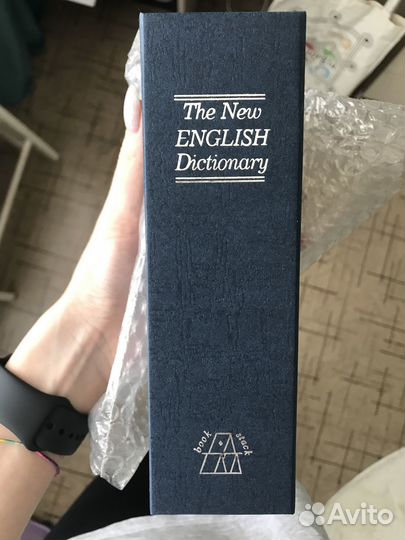 The New
ENGLISH
Dictionary
book stack
Avito